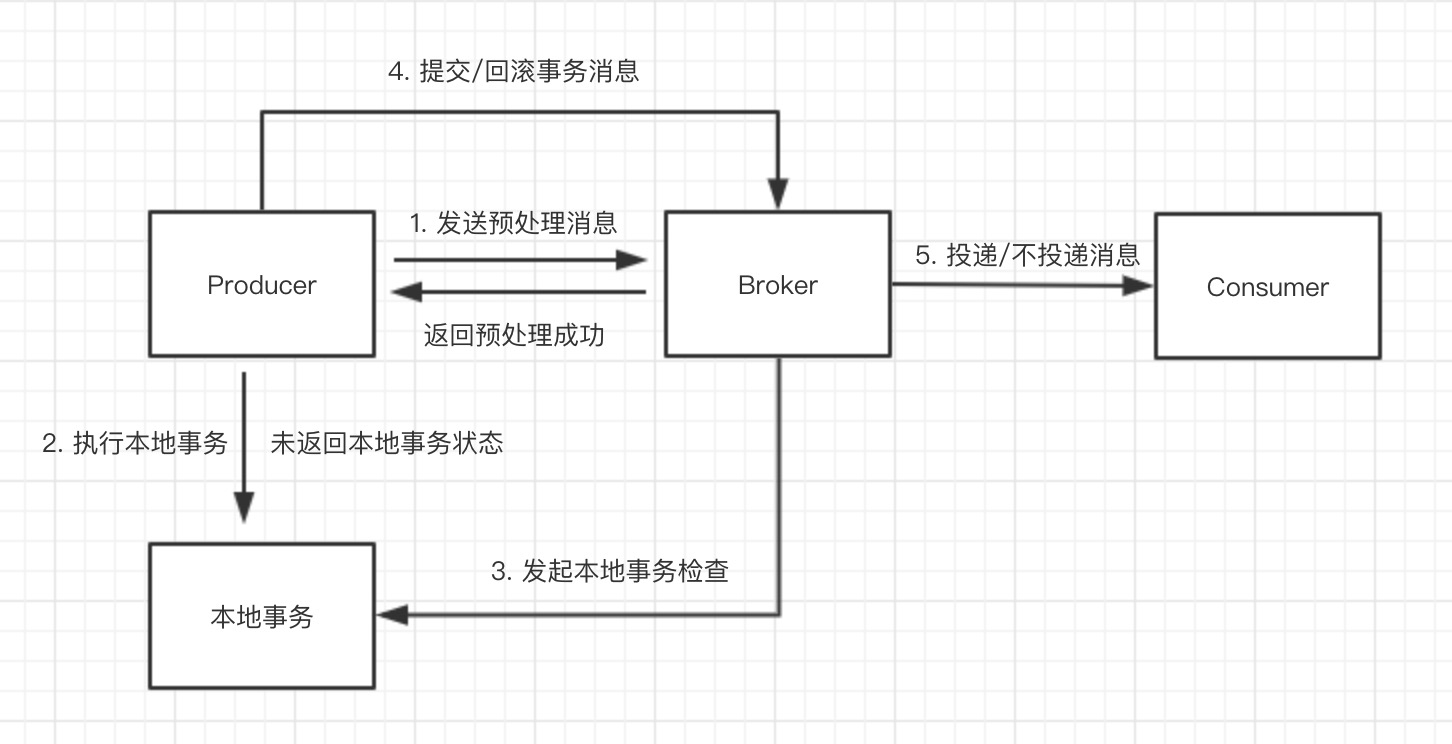 4. 提交/回滚事务消息
1. 发送预处理消息
Producer
Broker
5. 投递/不投递消息
Consumer
返回预处理成功
2. 执行本地事务
未返回本地事务状态
3. 发起本地事务检查
本地事务